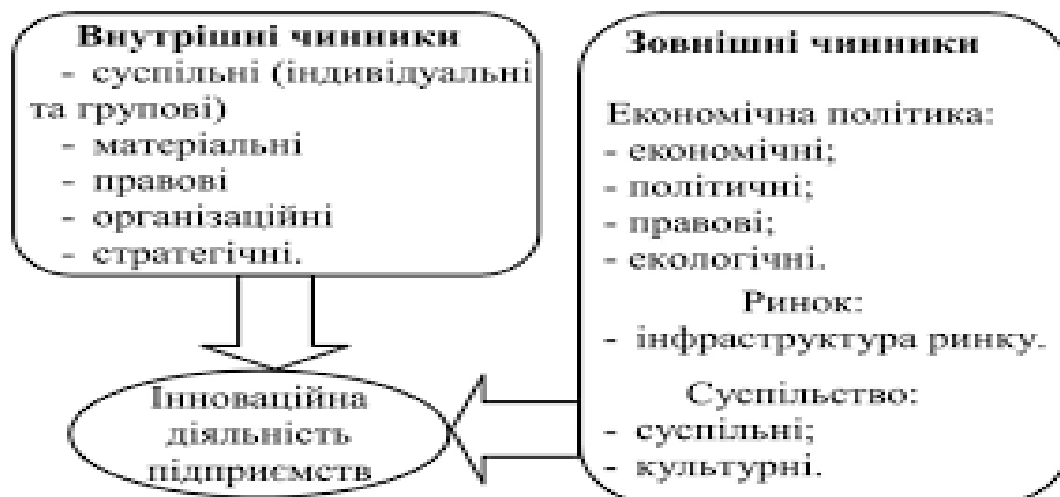 Внутрішні чинники
- суспільні (індивідуальні
та групові)
- матеріальні
- правові
- організаційні
- стратегічні.
Зовнішні чинники
Економічна політика:
- економічні;
- політичні;
- правові;
- екологічні.
Ринок:
- інфраструктура ринку.
Суспільство:
- суспільні;
- культурні.
Інноваційна
діяльність
підприємств